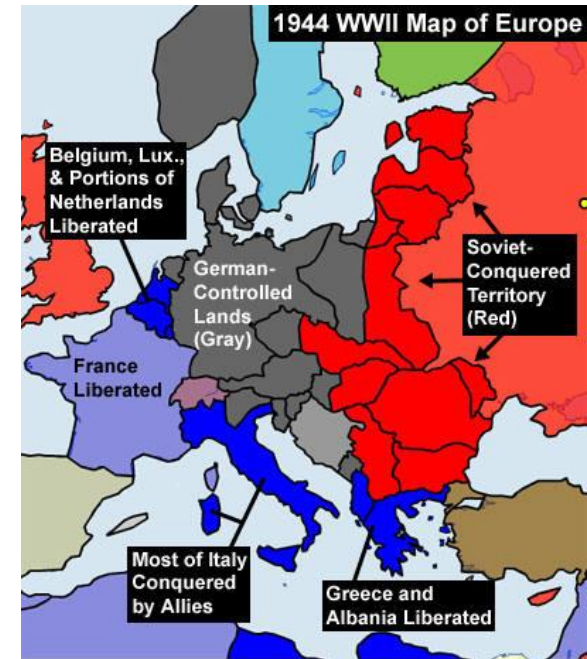 1944 WWII Map of Europe
Belgium, Lux.,
& Portions of
Netherlands
Liberated
German-
Controlled
Lands
(Gray)
Soviet-
Conquered
Territory
(Red)
France
Liberated
Most of Italy
Conquered
by Allies
Greece and
Albania Liberated